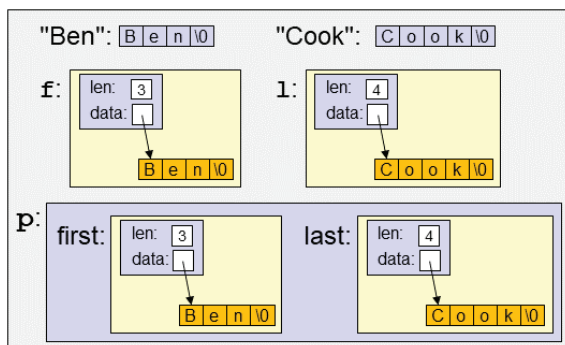 "Ben": B e n \0 "Cook": C o o k \0
f: len: 3 l: len: 4
data: data:
B e n \0 C o o k \0
p: first: len: 3 last: len: 4
data: data:
B e n \0 C o o k \0